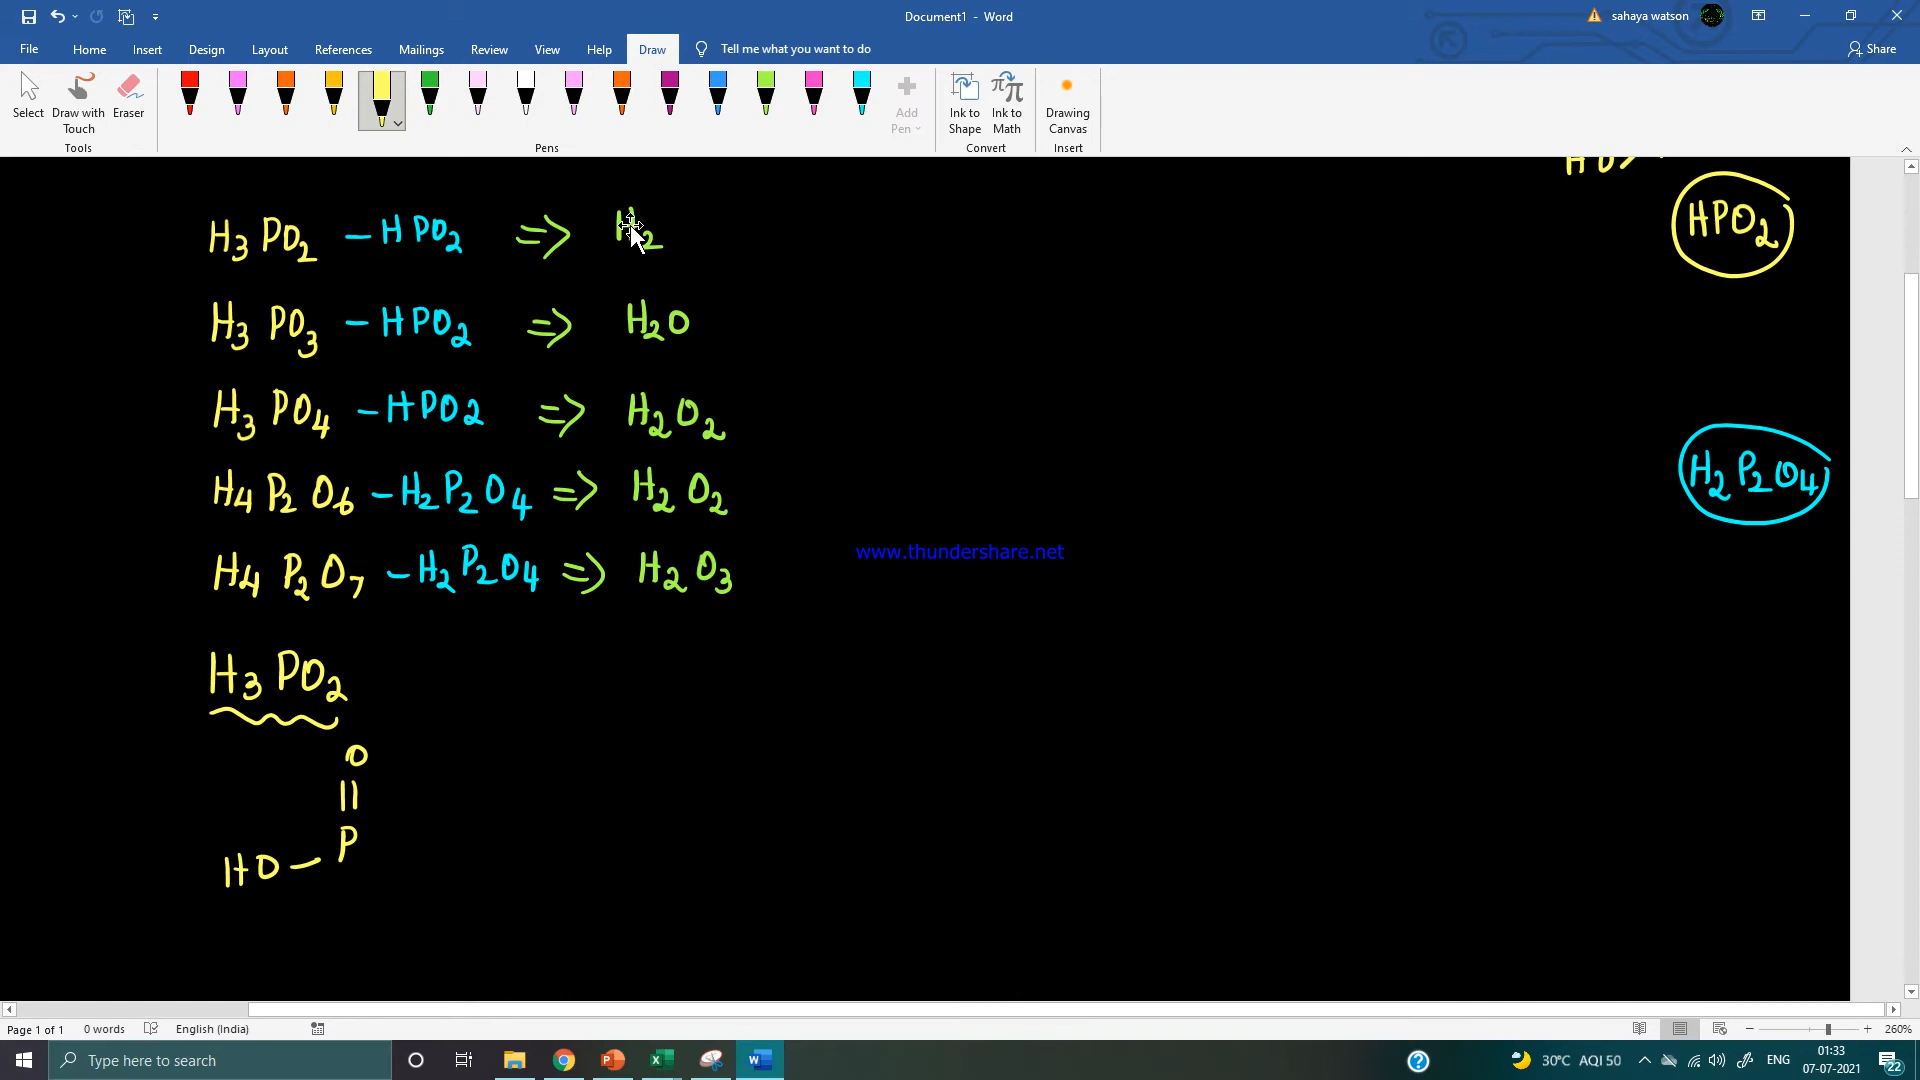 Document1 - Word
sahaya watson
File Home Insert Design Layout References Mailings Review View Help Draw Tell me what you want to do Share
Select Draw with Touch Eraser Add Pen Ink to Shape Ink to Math Drawing Canvas
Tools Pens Convert Insert
HO
H3PO2 - HPO2 => H2
HPO2
H3PO3 - HPO2 => H2O
H3PO4 - HPO2 => H2O2
H4P2O6 - H2P2O4 => H2O2
H2P2O4
www.thundershare.net
H4P2O7 - H2P2O4 => H2O3
H3PO2
O
||
P
HO -
Page 1 of 1 0 words English (India) 260%
Type here to search
30°C AQI 50 ENG 01:33
07-07-2021 22